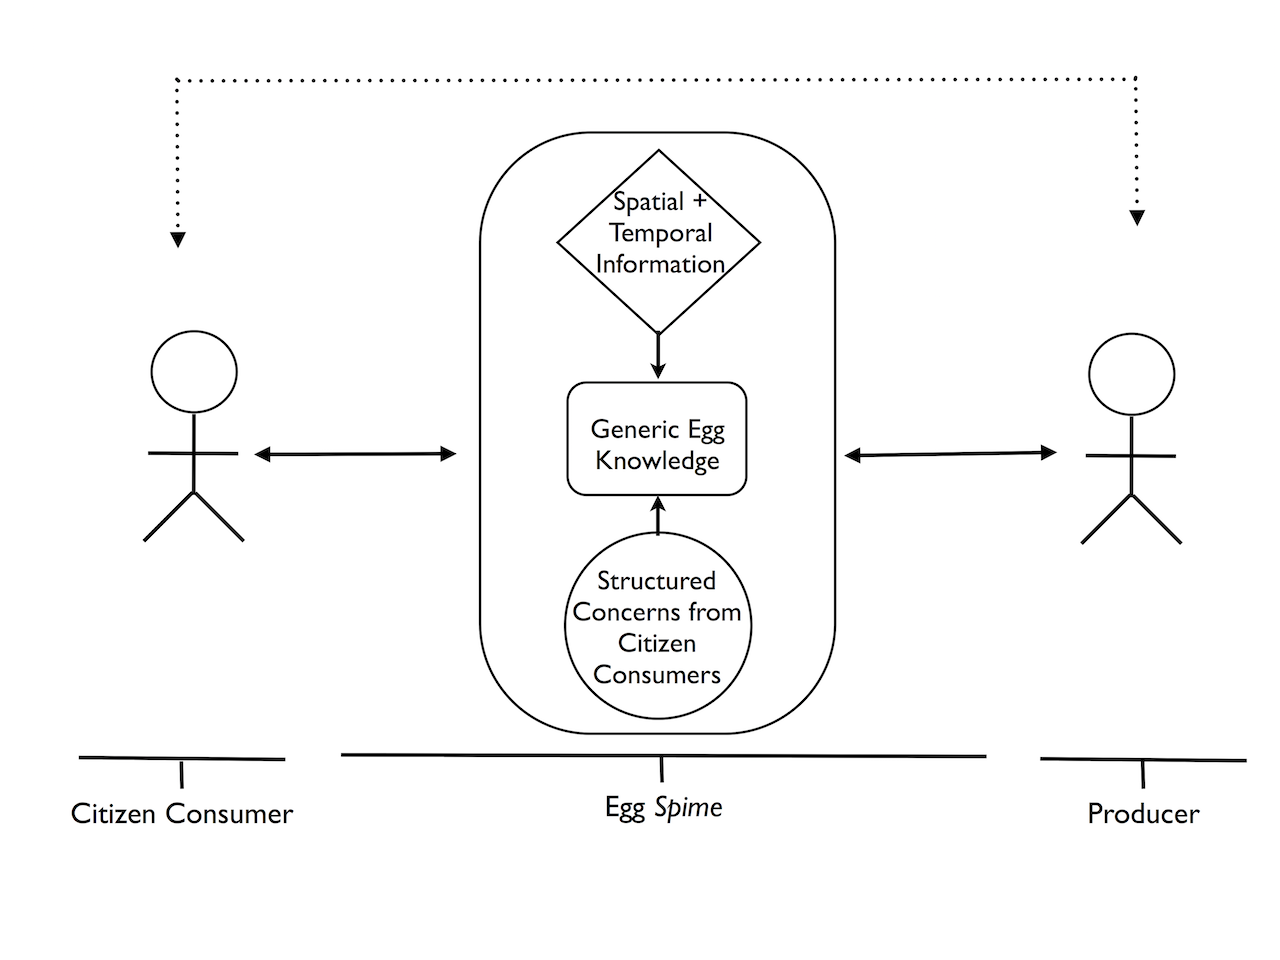 Spatial +
Temporal
Information
Generic Egg
Knowledge
Structured
Concerns from
Citizen
Consumers
Citizen Consumer
Egg Spime
Producer